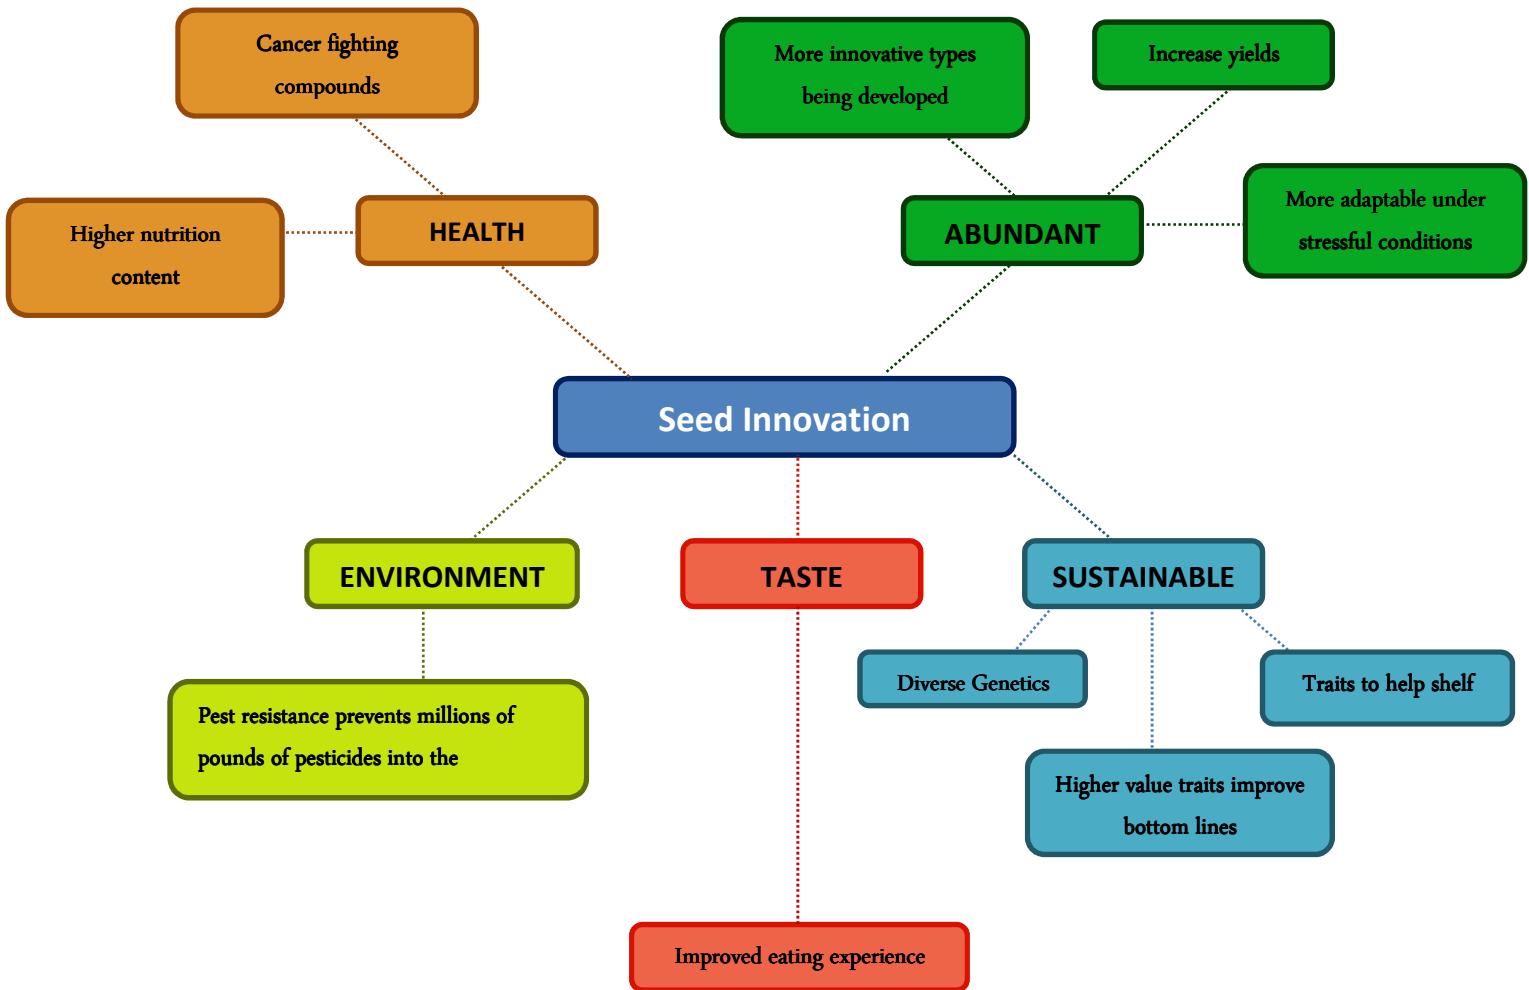 Cancer fighting
compounds
Higher nutrition
content
HEALTH
More innovative types
being developed
Increase yields
More adaptable under
stressful conditions
ABUNDANT
Seed Innovation
ENVIRONMENT
Pest resistance prevents millions of
pounds of pesticides into the
TASTE
Improved eating experience
SUSTAINABLE
Diverse Genetics
Higher value traits improve
bottom lines
Traits to help shelf